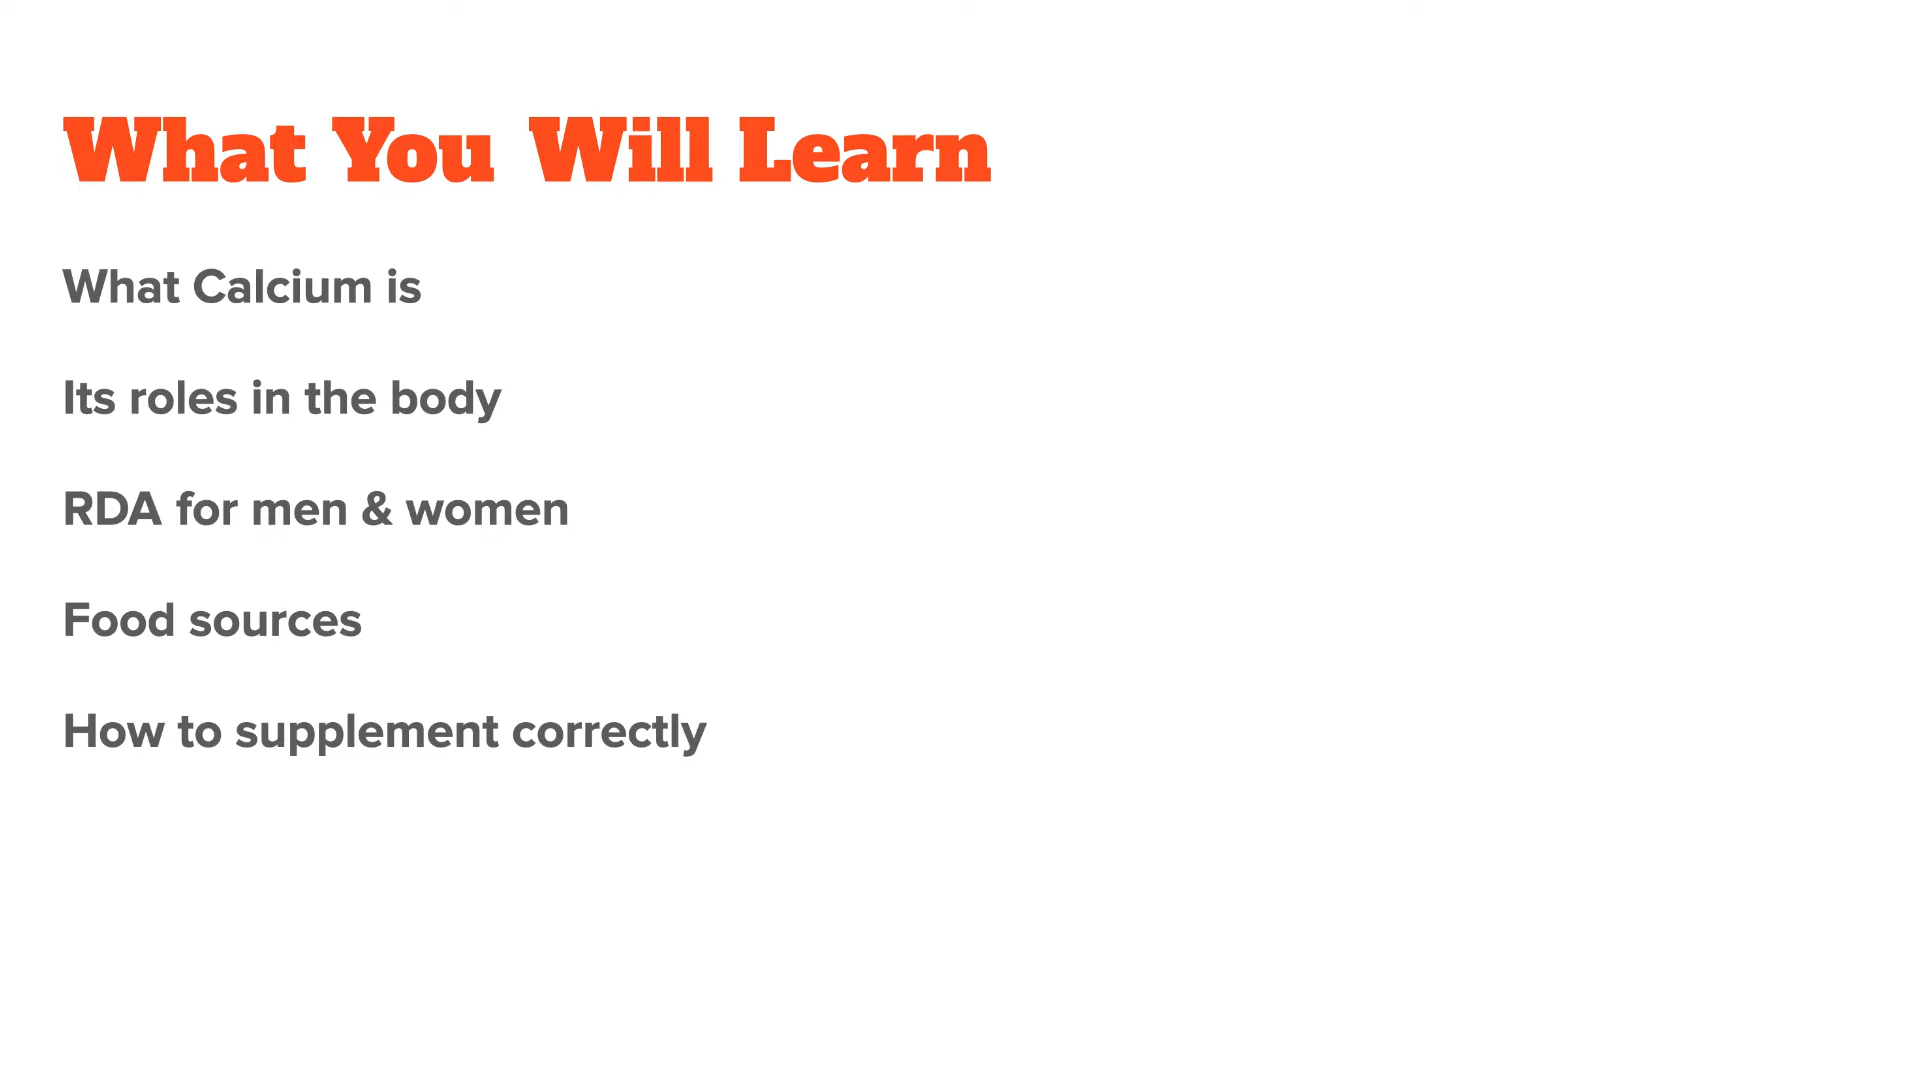 What You Will Learn
What Calcium is
Its roles in the body
RDA for men & women
Food sources
How to supplement correctly